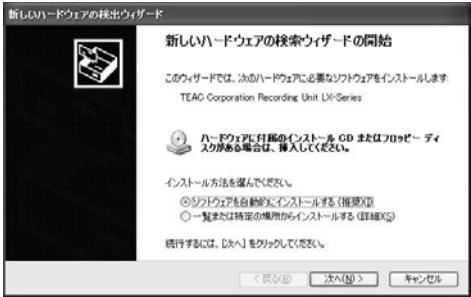 新しいハードウェアの検出ウィザード
新しいハードウェアの検索ウィザードの開始
このウィザードでは、次のハードウェアに必要なソフトウェアをインストールします:
TEAC Corporation Recording Unit LX-Series
ハードウェアに付属のインストール CD またはフロッピー ディ
スクがある場合は、挿入してください。
インストール方法を選んでください。
ソフトウェアを自動的にインストールする (推奨)(I)
一覧または特定の場所からインストールする (詳細)(S)
続行するには、[次へ] をクリックしてください。
< 戻る(B) 次へ(N) > キャンセル